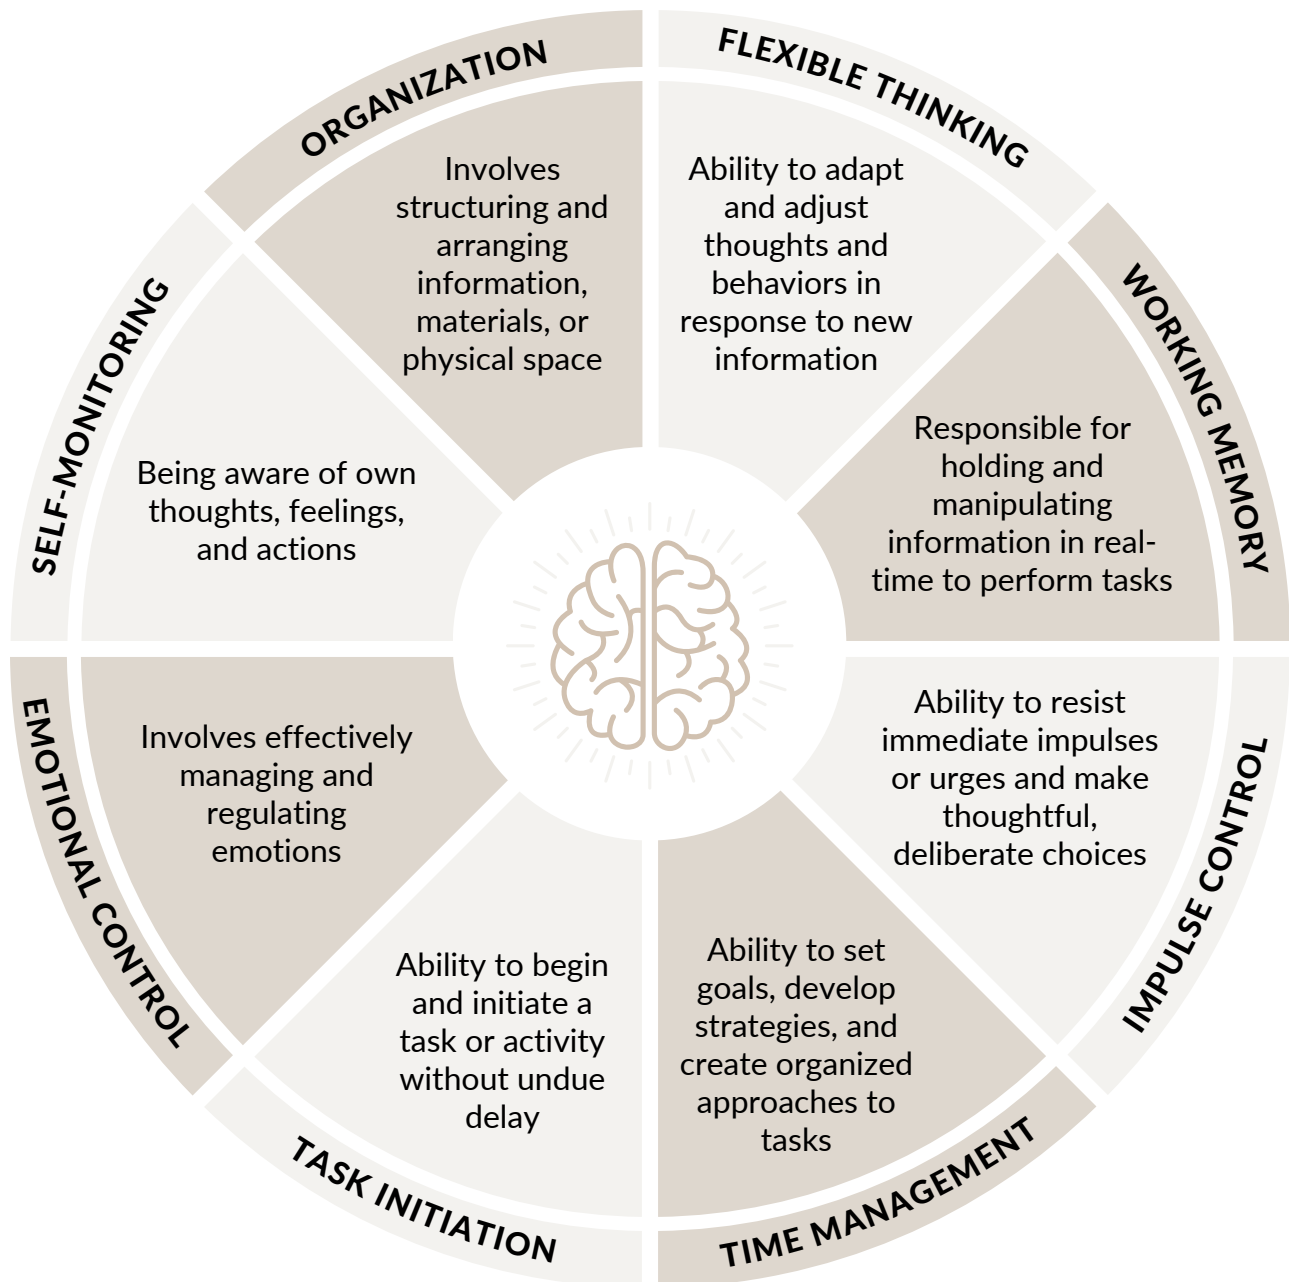 ORGANIZATION
Involves
structuring and
arranging
information,
materials, or
physical space
FLEXIBLE THINKING
Ability to adapt
and adjust
thoughts and
behaviors in
response to new
information
WORKING MEMORY
Responsible for
holding and
manipulating
information in real-
time to perform tasks
IMPULSE CONTROL
Ability to resist
immediate impulses
or urges and make
thoughtful,
deliberate choices
TIME MANAGEMENT
Ability to set
goals, develop
strategies, and
create organized
approaches to
tasks
TASK INITIATION
Ability to begin
and initiate a
task or activity
without undue
delay
EMOTIONAL CONTROL
Involves effectively
managing and
regulating
emotions
SELF-MONITORING
Being aware of own
thoughts, feelings,
and actions